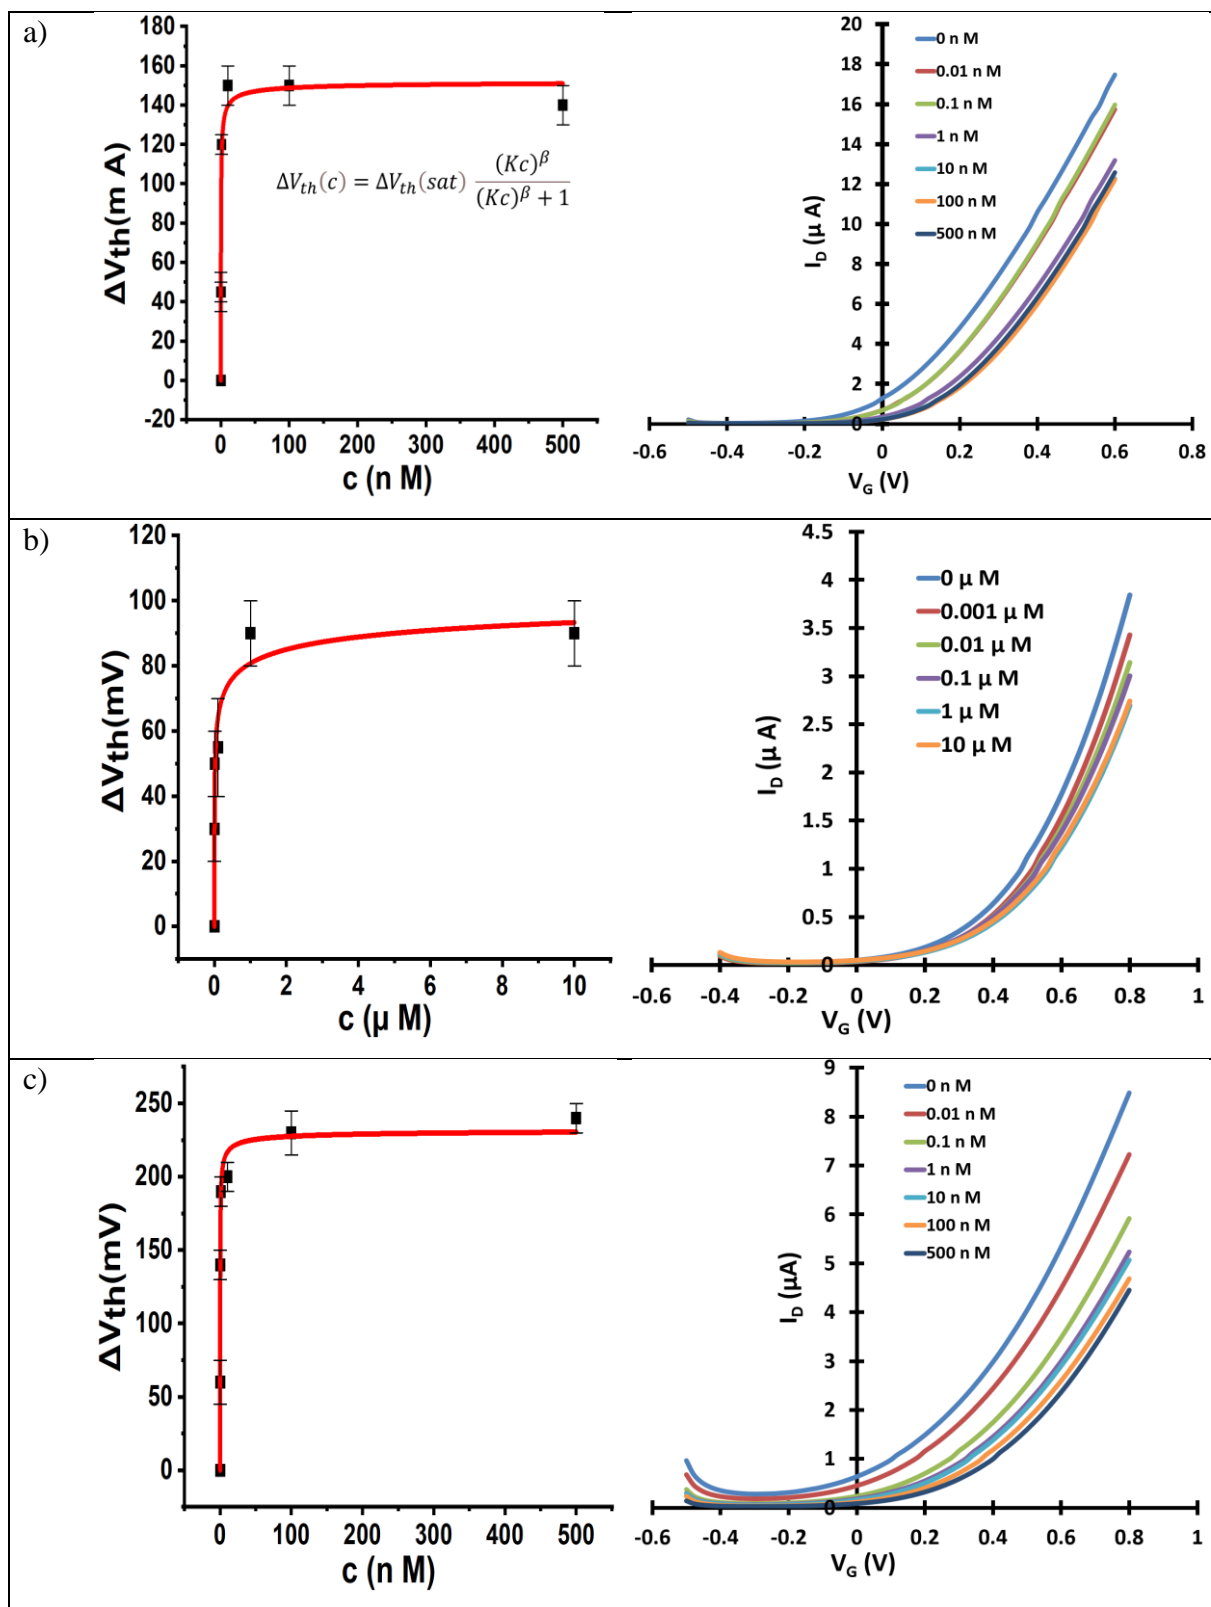 a)
180
160
140
120
100
80
60
40
20
0
-20
ΔVth(m A)
ΔVth(c) = ΔVth(sat) (Kc)^β / (Kc)^β + 1
0 100 200 300 400 500
c (n M)
20
18
16
14
12
10
8
6
4
2
0
I_D (μ A)
0 n M
0.01 n M
0.1 n M
1 n M
10 n M
100 n M
500 n M
-0.6 -0.4 -0.2 0 0.2 0.4 0.6 0.8
V_G (V)
b)
120
100
80
60
40
20
0
ΔVth(mV)
0 2 4 6 8 10
c (μ M)
4.5
4
3.5
3
2.5
2
1.5
1
0.5
0
I_D (μ A)
0 μ M
0.001 μ M
0.01 μ M
0.1 μ M
1 μ M
10 μ M
-0.6 -0.4 -0.2 0 0.2 0.4 0.6 0.8 1
V_G (V)
c)
250
200
150
100
50
0
ΔVth(mV)
0 100 200 300 400 500
c (n M)
9
8
7
6
5
4
3
2
1
0
I_D (μA)
0 n M
0.01 n M
0.1 n M
1 n M
10 n M
100 n M
500 n M
-0.6 -0.4 -0.2 0 0.2 0.4 0.6 0.8 1
V_G (V)